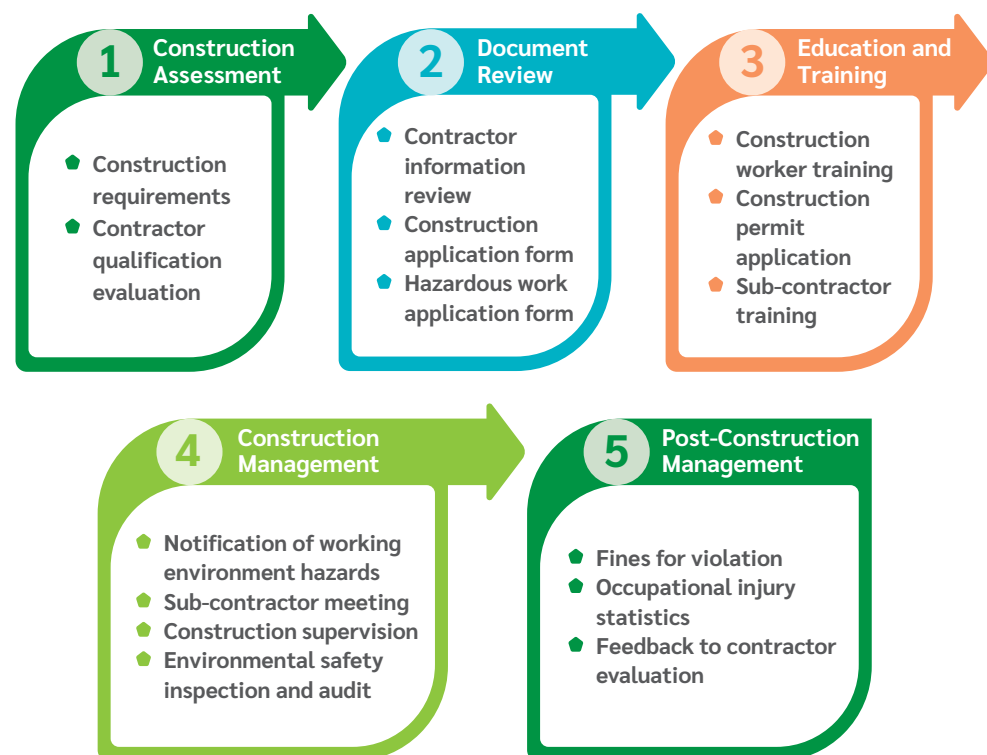 1
Construction
Assessment
Construction
requirements
Contractor
qualification
evaluation
2
Document
Review
Contractor
information
review
Construction
application form
Hazardous work
application form
3
Education and
Training
Construction
worker training
Construction
permit
application
Sub-contractor
training
4
Construction
Management
Notification of working
environment hazards
Sub-contractor meeting
Construction supervision
Environmental safety
inspection and audit
5
Post-Construction
Management
Fines for violation
Occupational injury
statistics
Feedback to contractor
evaluation